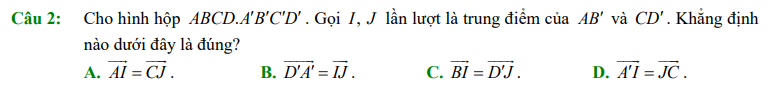 Câu 2: Cho hình hộp ABCD.A'B'C'D' . Gọi I, J lần lượt là trung điểm của AB' và CD' . Khẳng định
nào dưới đây là đúng?
A. $\overrightarrow{AI} = \overrightarrow{CJ}$ . B. $\overrightarrow{D'A'} = \overrightarrow{IJ}$ . C. $\overrightarrow{BI} = \overrightarrow{D'J}$ . D. $\overrightarrow{A'I} = \overrightarrow{JC}$ .